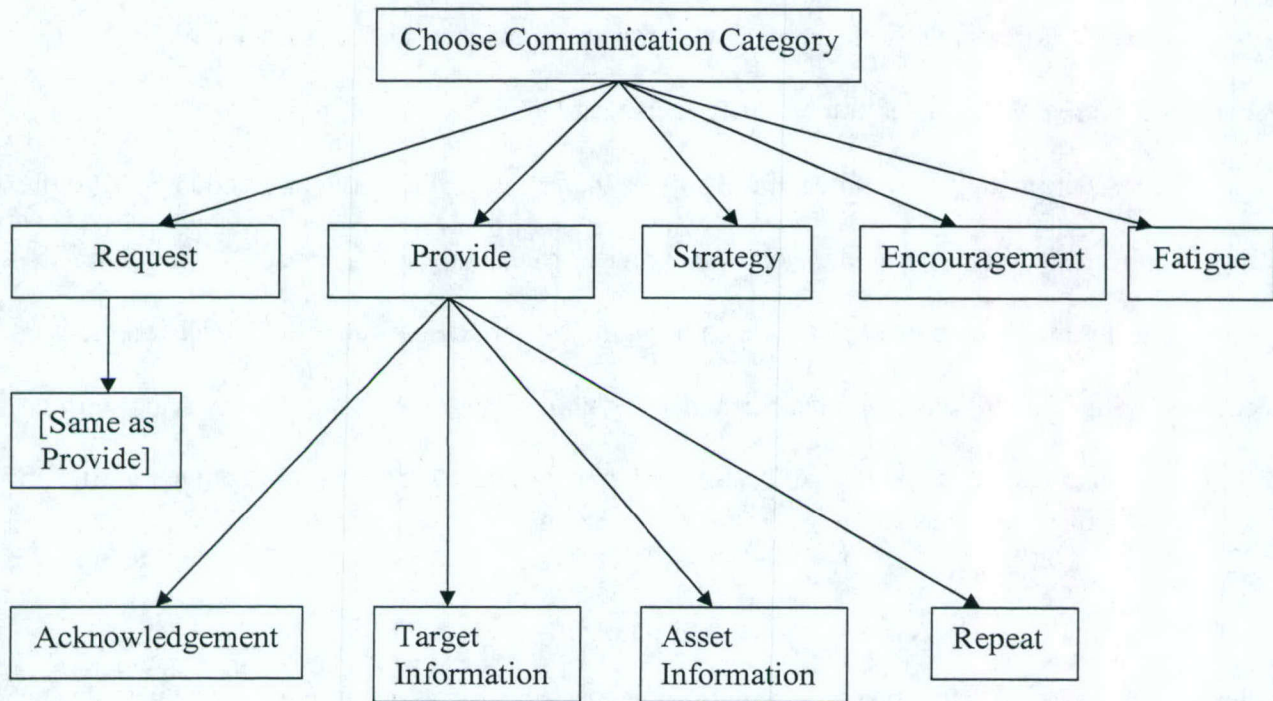 Choose Communication Category
Request
Provide
Strategy
Encouragement
Fatigue
[Same as
Provide]
Acknowledgement
Target
Information
Asset
Information
Repeat